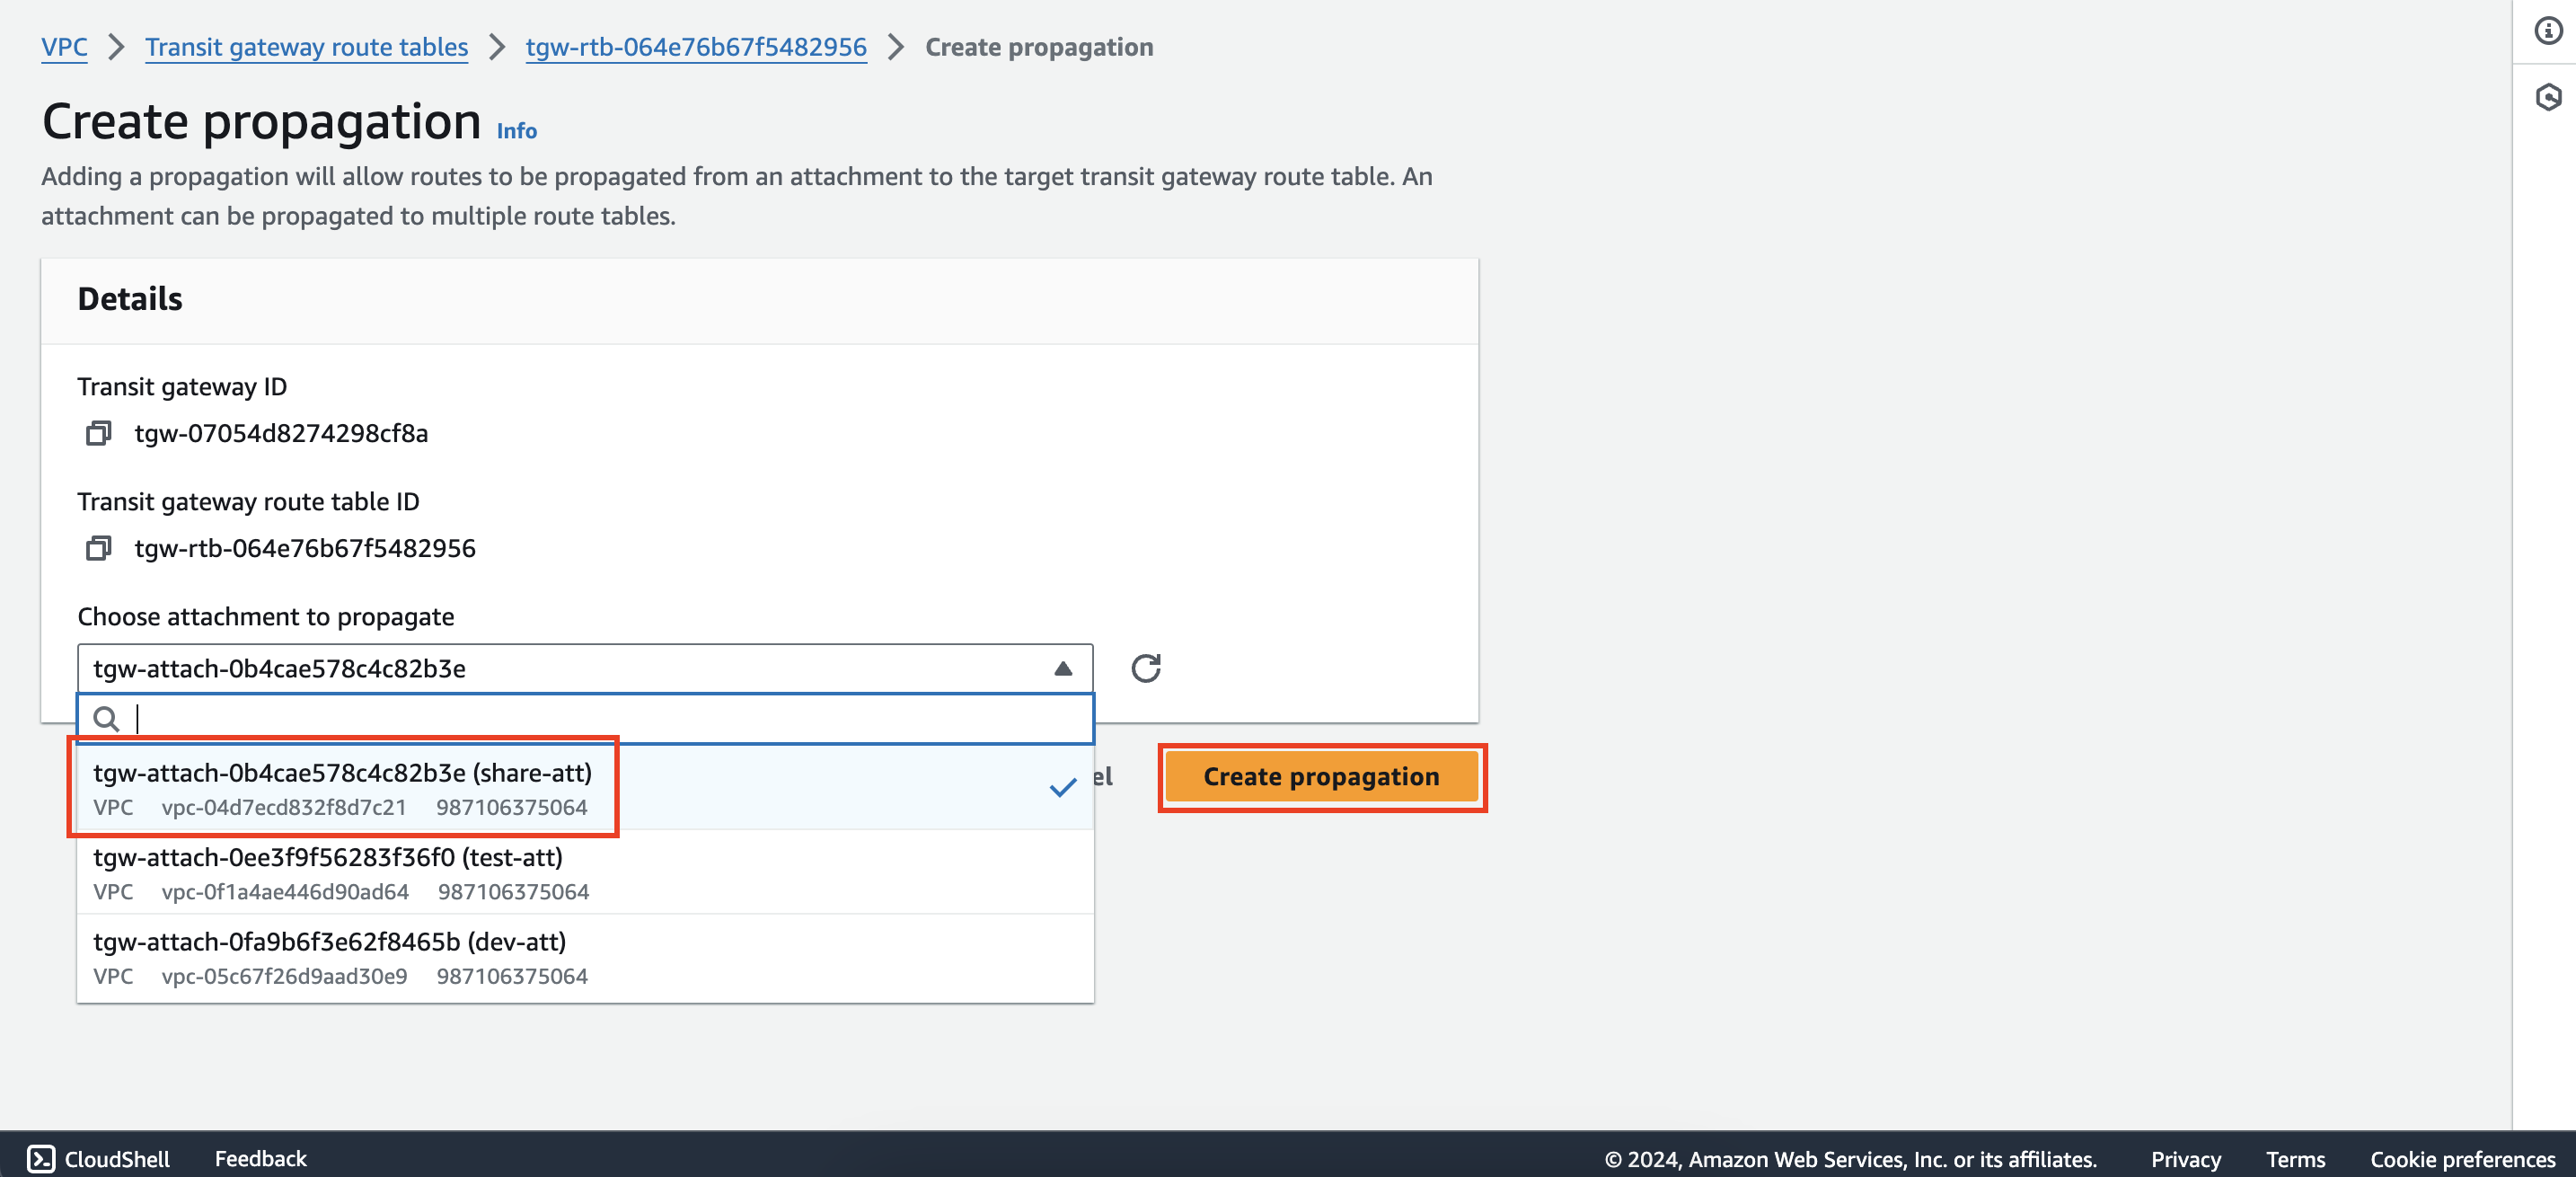 VPC > Transit gateway route tables > tgw-rtb-064e76b67f5482956 > Create propagation
Create propagation Info
Adding a propagation will allow routes to be propagated from an attachment to the target transit gateway route table. An
attachment can be propagated to multiple route tables.
Details
Transit gateway ID
tgw-07054d8274298cf8a
Transit gateway route table ID
tgw-rtb-064e76b67f5482956
Choose attachment to propagate
tgw-attach-0b4cae578c4c82b3e
tgw-attach-0b4cae578c4c82b3e (share-att)
VPC vpc-04d7ecd832f8d7c21 987106375064
el
Create propagation
tgw-attach-0ee3f9f56283f36f0 (test-att)
VPC vpc-0f1a4ae446d90ad64 987106375064
tgw-attach-0fa9b6f3e62f8465b (dev-att)
VPC vpc-05c67f26d9aad30e9 987106375064
CloudShell Feedback © 2024, Amazon Web Services, Inc. or its affiliates. Privacy Terms Cookie preferences